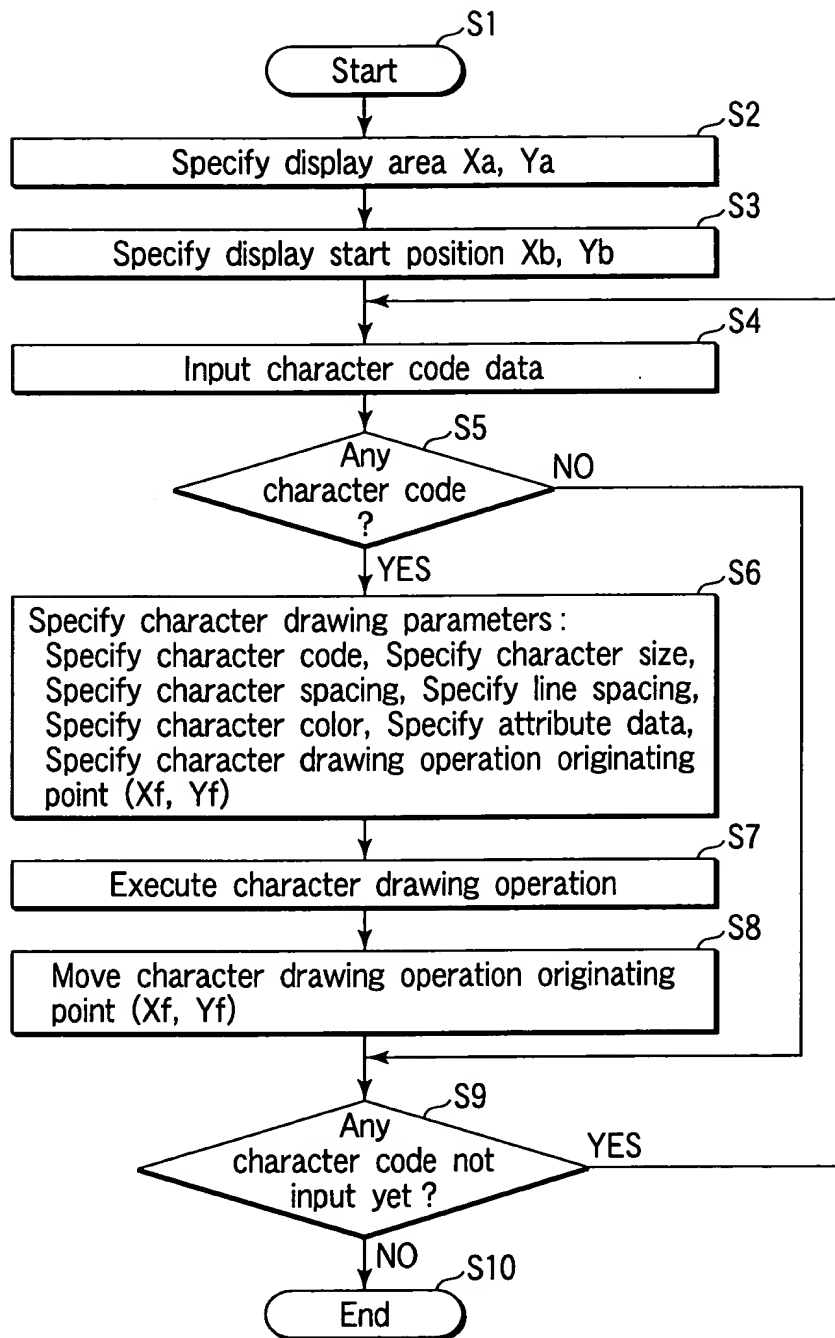 S1
Start
S2
Specify display area Xa, Ya
S3
Specify display start position Xb, Yb
S4
Input character code data
S5
Any
character code
?
NO
YES
S6
Specify character drawing parameters :
Specify character code, Specify character size,
Specify character spacing, Specify line spacing,
Specify character color, Specify attribute data,
Specify character drawing operation originating
point (Xf, Yf)
S7
Execute character drawing operation
S8
Move character drawing operation originating
point (Xf, Yf)
S9
Any
character code not
input yet ?
YES
NO
S10
End